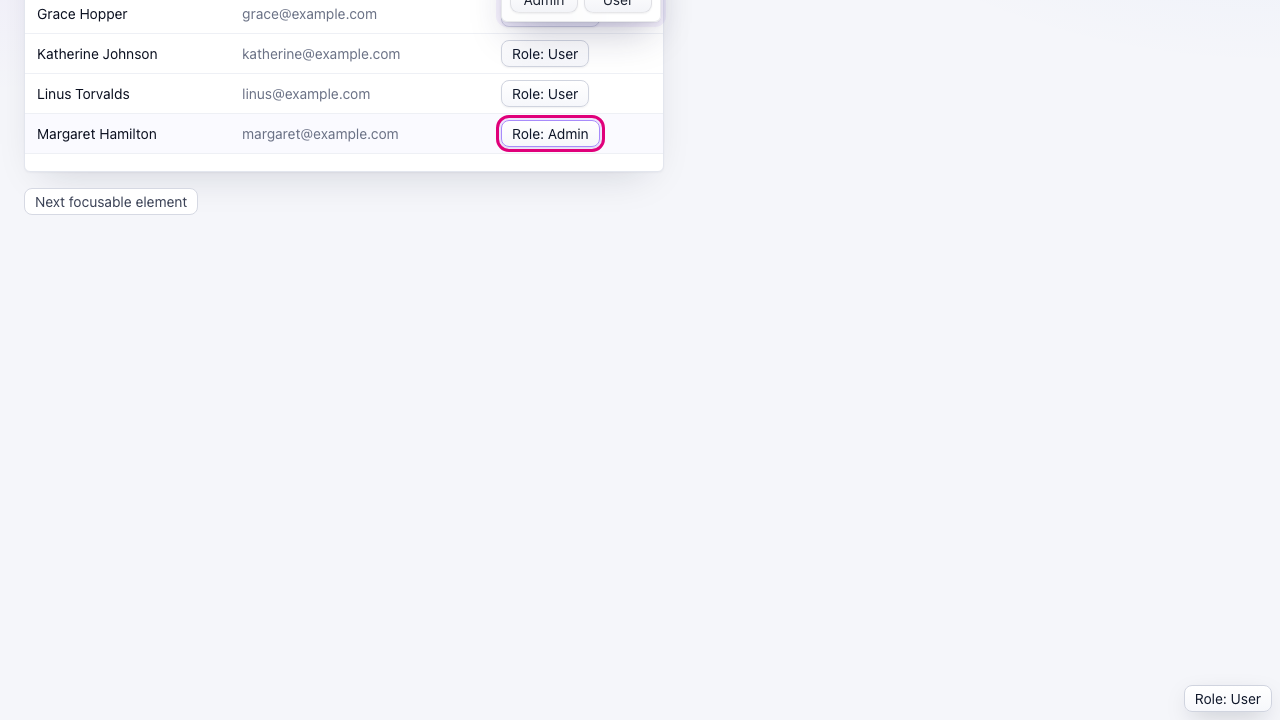 Admin User
Grace Hopper grace@example.com
Katherine Johnson katherine@example.com Role: User
Linus Torvalds linus@example.com Role: User
Margaret Hamilton margaret@example.com Role: Admin
Next focusable element
Role: User